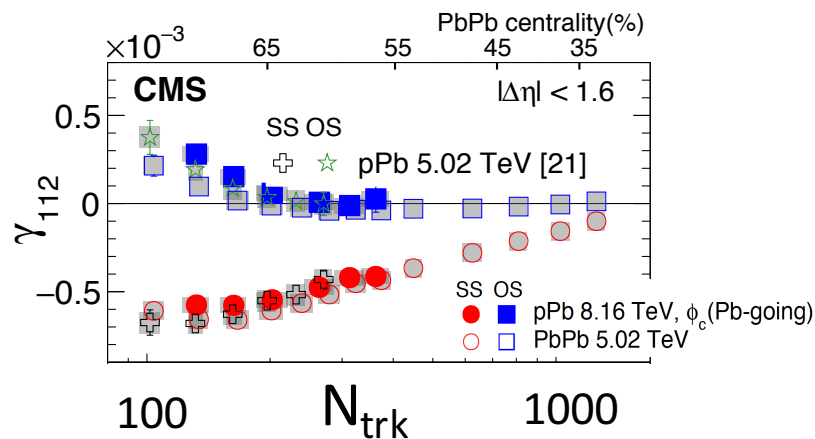 ×10⁻³
PbPb centrality(%)
65 55 45 35
CMS
|Δη| < 1.6
SS OS
pPb 5.02 TeV [21]
0.5
0
−0.5
γ₁₁₂
SS OS
pPb 8.16 TeV, ϕ_c(Pb-going)
PbPb 5.02 TeV
100 N_trk 1000